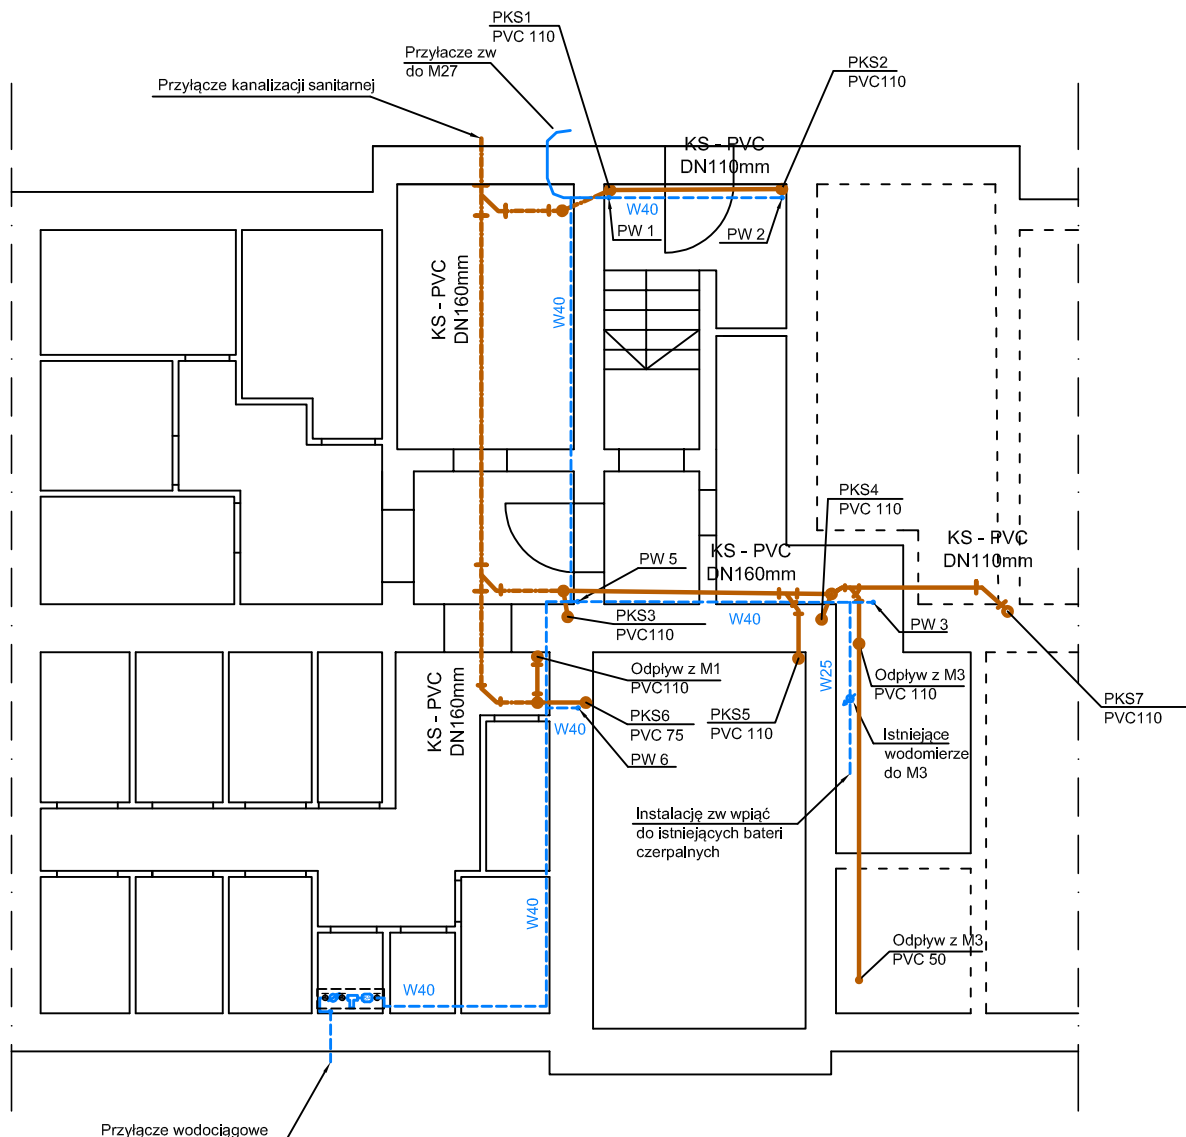 PKS1
PVC 110
Przyłacze zw
do M27
PKS2
PVC110
Przyłącze kanalizacji sanitarnej
KS - PVC
DN110mm
W40
PW 1
PW 2
KS - PVC
DN160mm
W40
PKS4
PVC 110
KS - PVC
DN110mm
KS - PVC
DN160mm
PW 5
W40
PW 3
PKS3
PVC110
Odpływ z M1
PVC110
W25
Odpływ z M3
PVC 110
KS - PVC
DN160mm
W40
PKS6
PVC 75
PKS5
PVC 110
PKS7
PVC110
PW 6
Istniejące
wodomierze
do M3
Instalację zw wpiąć
do istniejących bateri
czerpalnych
W40
Odpływ z M3
PVC 50
W40
Przyłącze wodociągowe